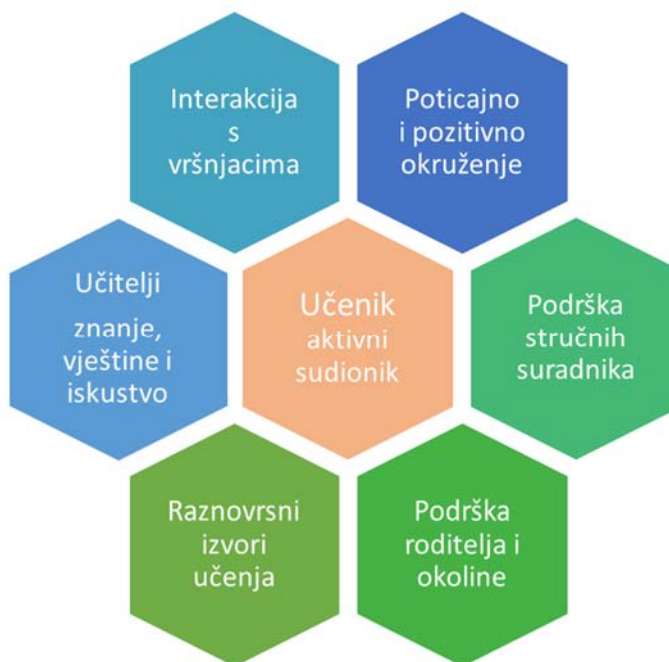 Interakcija
s
vršnjacima
Poticajno
i pozitivno
okruženje
Učitelji
znanje,
vještine i
iskustvo
Učenik
aktivni
sudionik
Podrška
stručnih
suradnika
Raznovrsni
izvori
učenja
Podrška
roditelja i
okoline